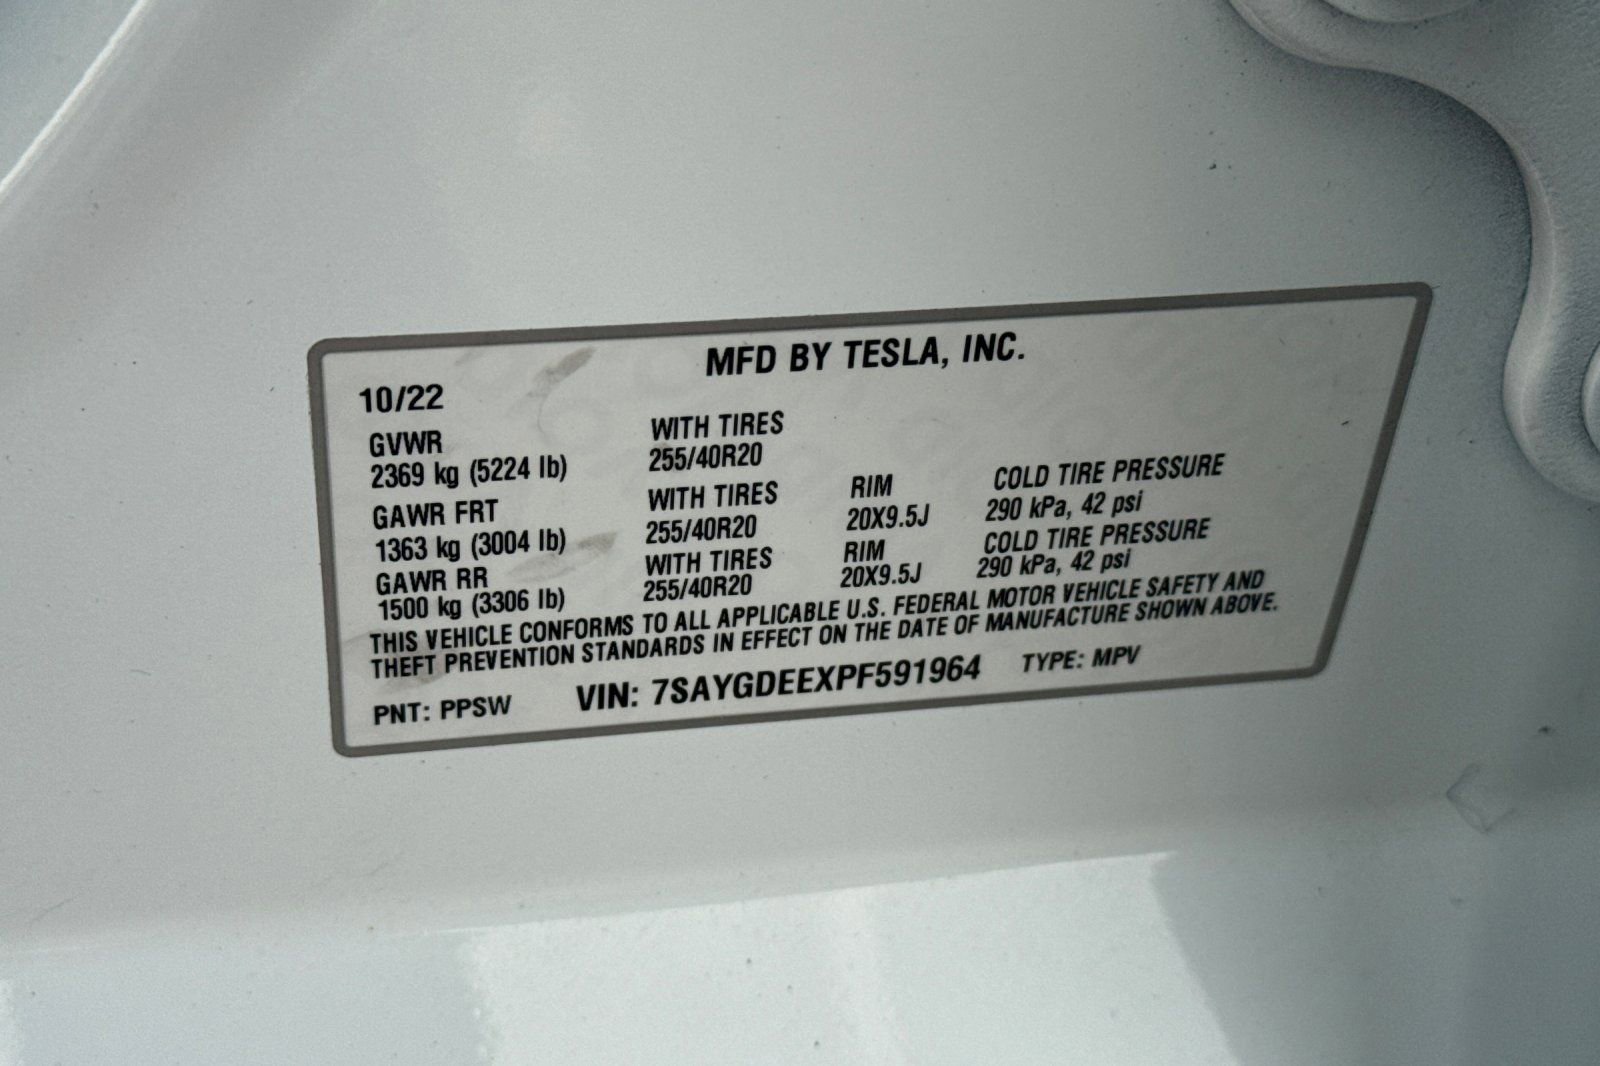 MFD BY TESLA, INC.
10/22
GVWR WITH TIRES
2369 kg (5224 lb) 255/40R20
GAWR FRT WITH TIRES RIM COLD TIRE PRESSURE
1363 kg (3004 lb) 255/40R20 20X9.5J 290 kPa, 42 psi
GAWR RR WITH TIRES RIM COLD TIRE PRESSURE
1500 kg (3306 lb) 255/40R20 20X9.5J 290 kPa, 42 psi
THIS VEHICLE CONFORMS TO ALL APPLICABLE U.S. FEDERAL MOTOR VEHICLE SAFETY AND
THEFT PREVENTION STANDARDS IN EFFECT ON THE DATE OF MANUFACTURE SHOWN ABOVE.
PNT: PPSW VIN: 7SAYGDEEXPF591964 TYPE: MPV